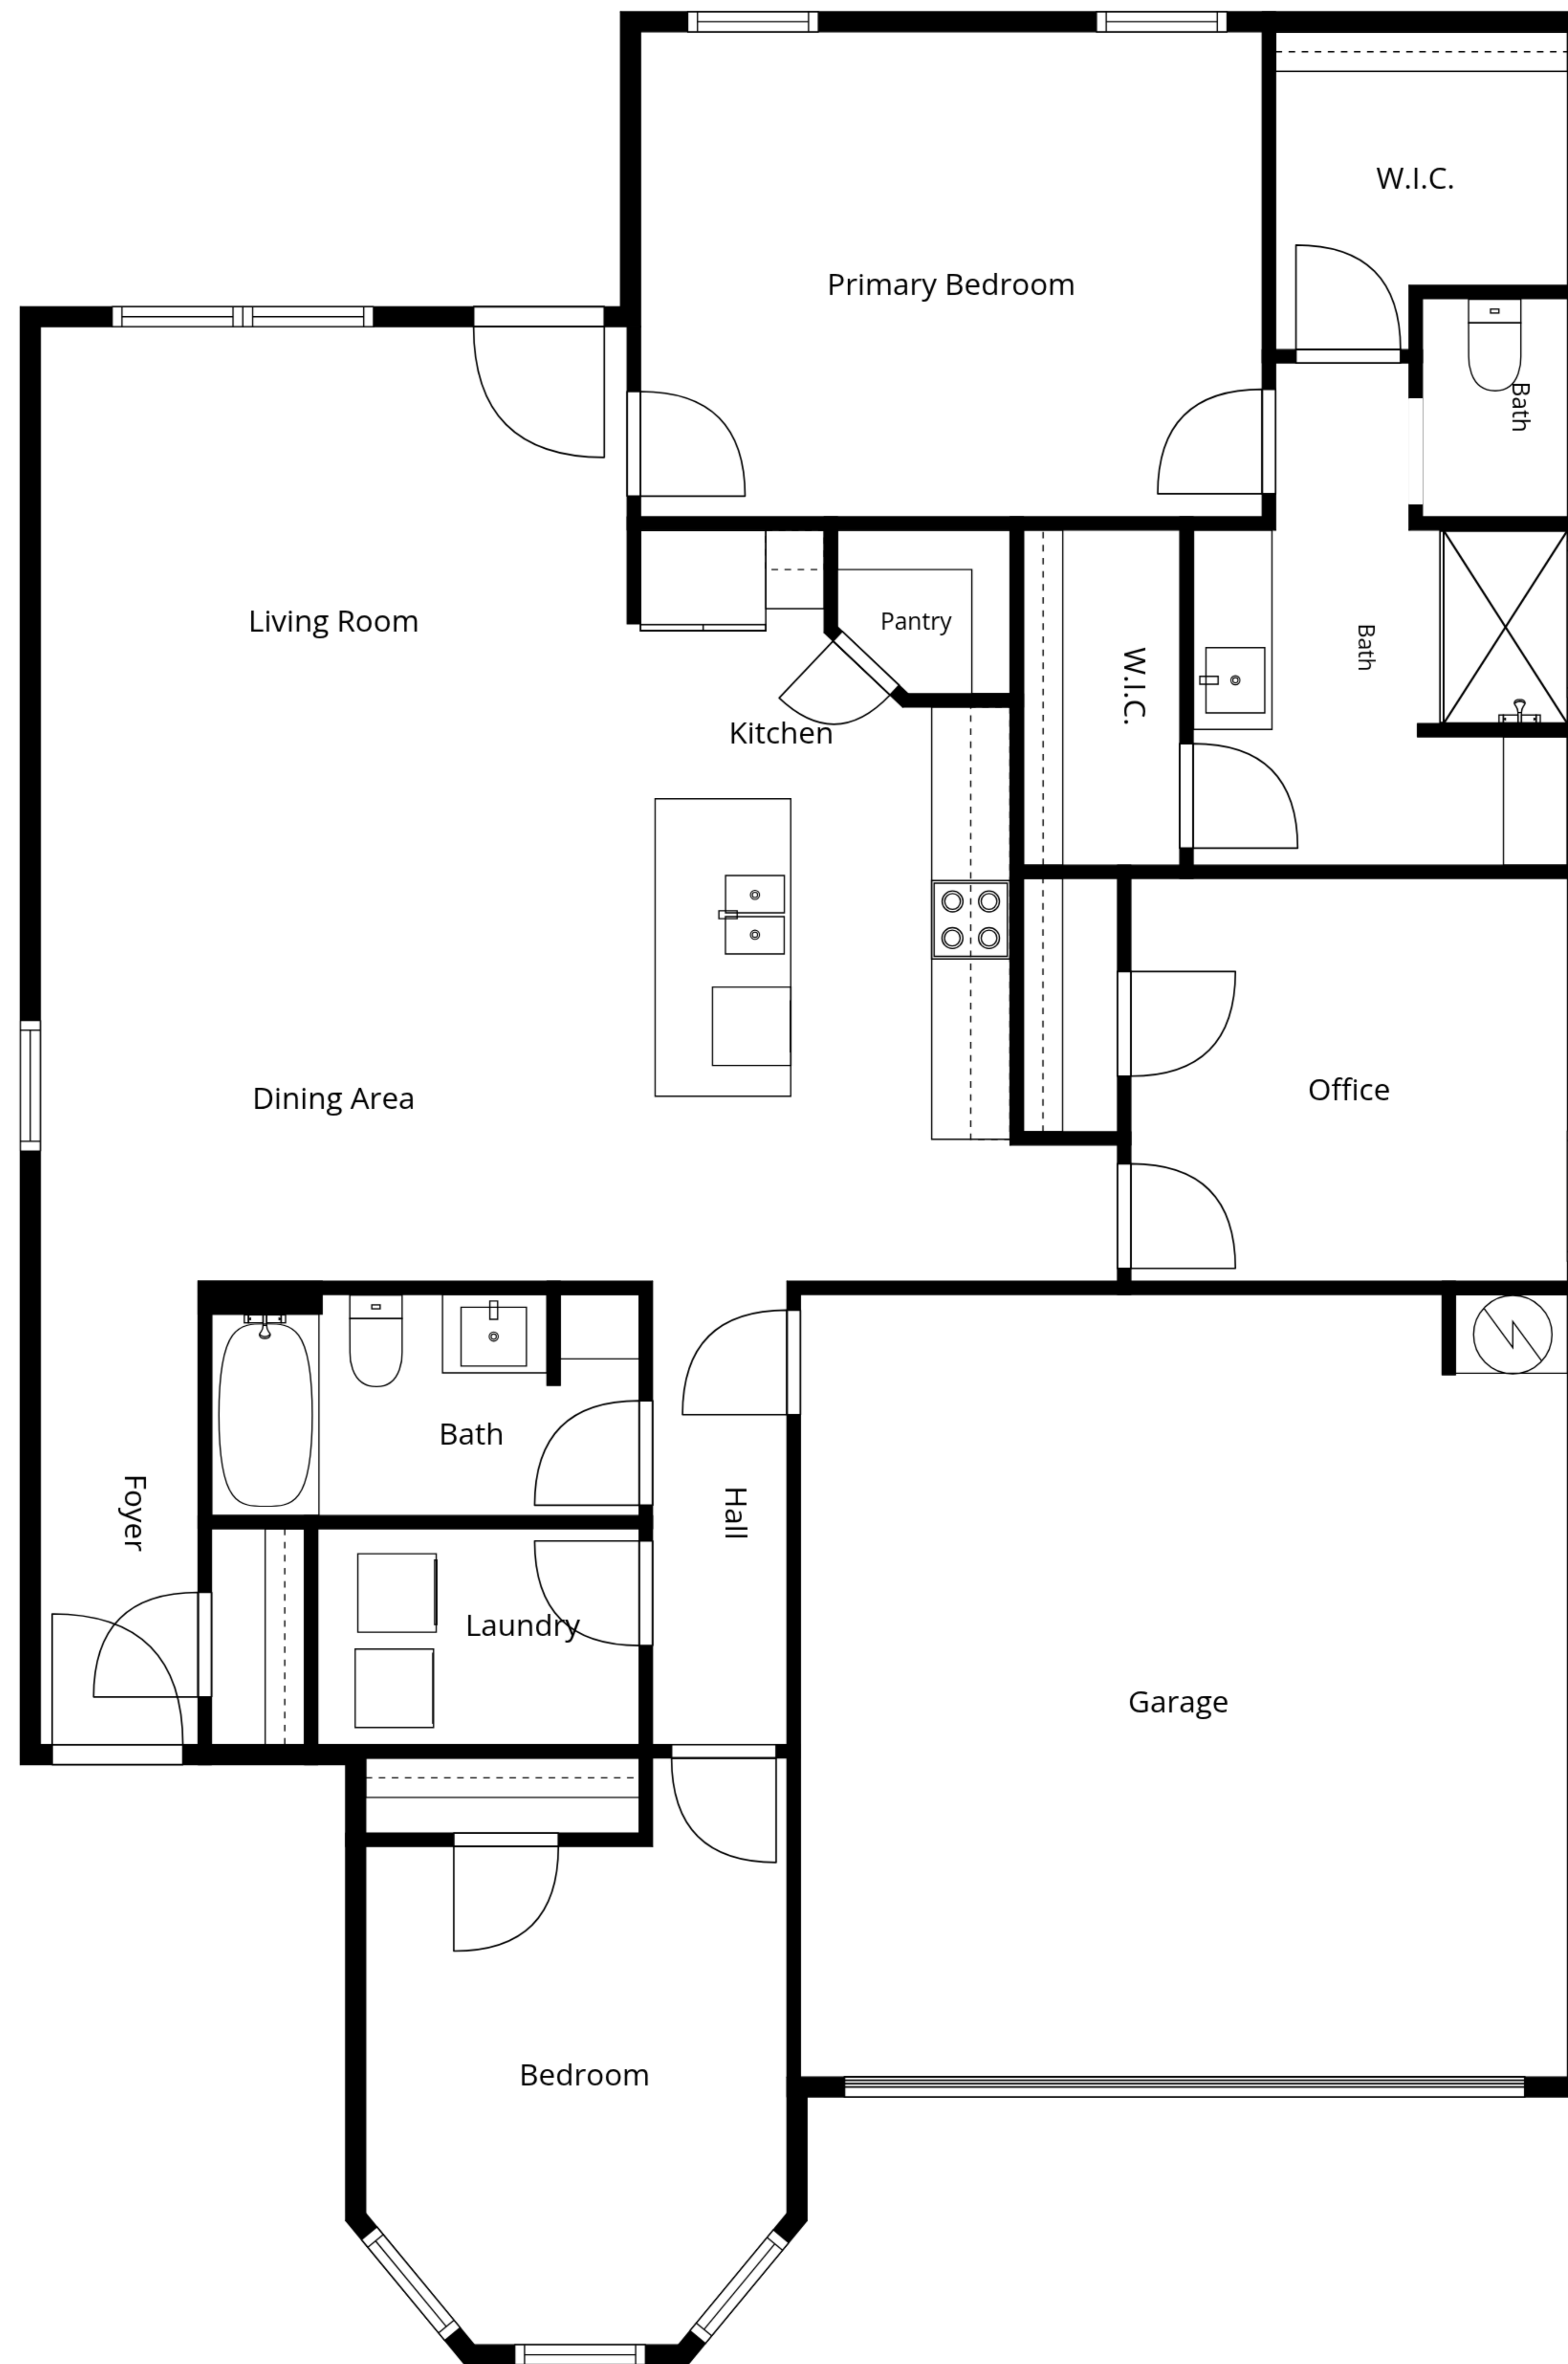 W.I.C.
Primary Bedroom
Bath
Living Room
Pantry
Bath
W.I.C.
Kitchen
Office
Dining Area
Bath
Foyer
Hall
Laundry
Garage
Bedroom